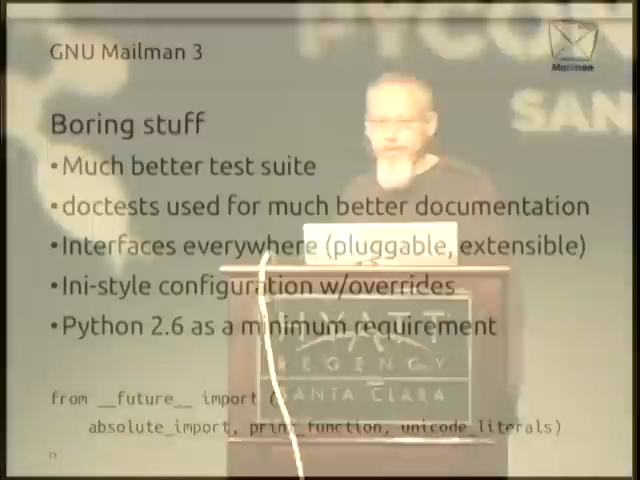 PYCON
GNU Mailman 3
Mailman
SAN
Boring stuff
•Much better test suite
•doctests used for much better documentation
•Interfaces everywhere (pluggable, extensible)
•Ini-style configuration w/overrides
•Python 2.6 as a minimum requirement
HYATT
REGENCY
SANTA CLARA
from __future__ import (
absolute_import, print_function, unicode_literals)